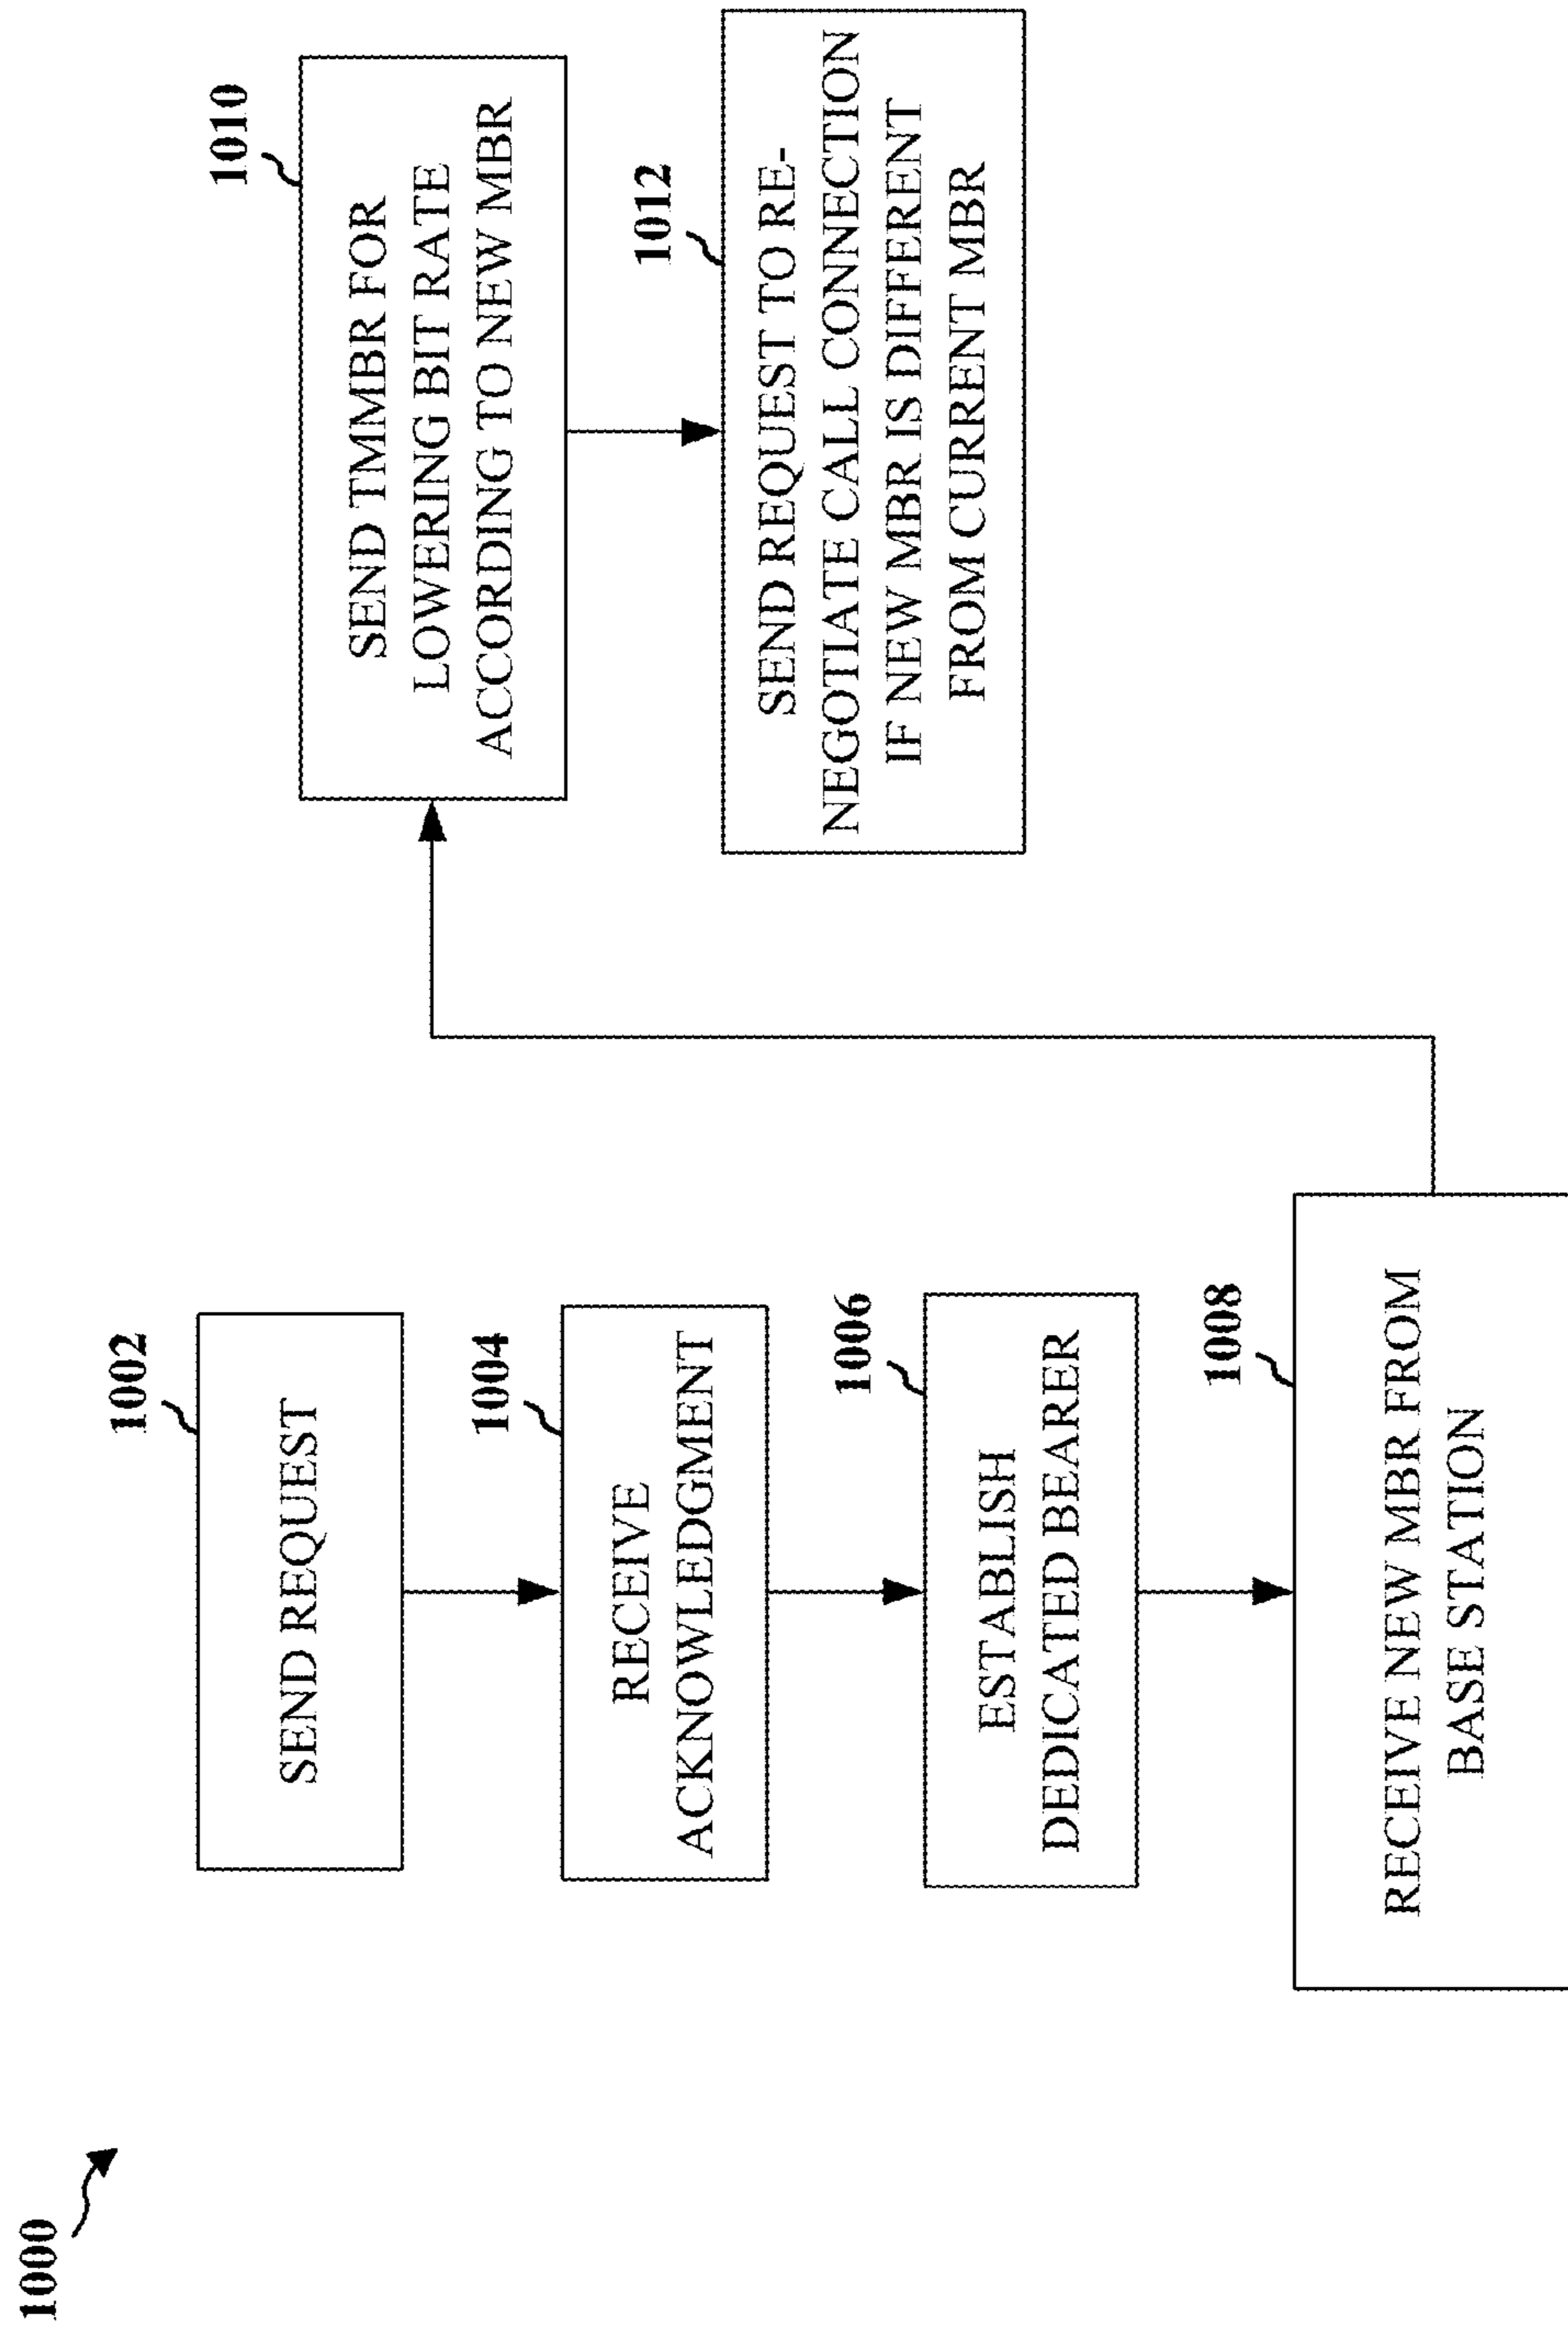 1000
1002
SEND REQUEST
1004
RECEIVE
ACKNOWLEDGMENT
1006
ESTABLISH
DEDICATED BEARER
1008
RECEIVE NEW MBR FROM
BASE STATION
1010
SEND TMMBR FOR
LOWERING BIT RATE
ACCORDING TO NEW MBR
1012
SEND REQUEST TO RE-
NEGOTIATE CALL CONNECTION
IF NEW MBR IS DIFFERENT
FROM CURRENT MBR